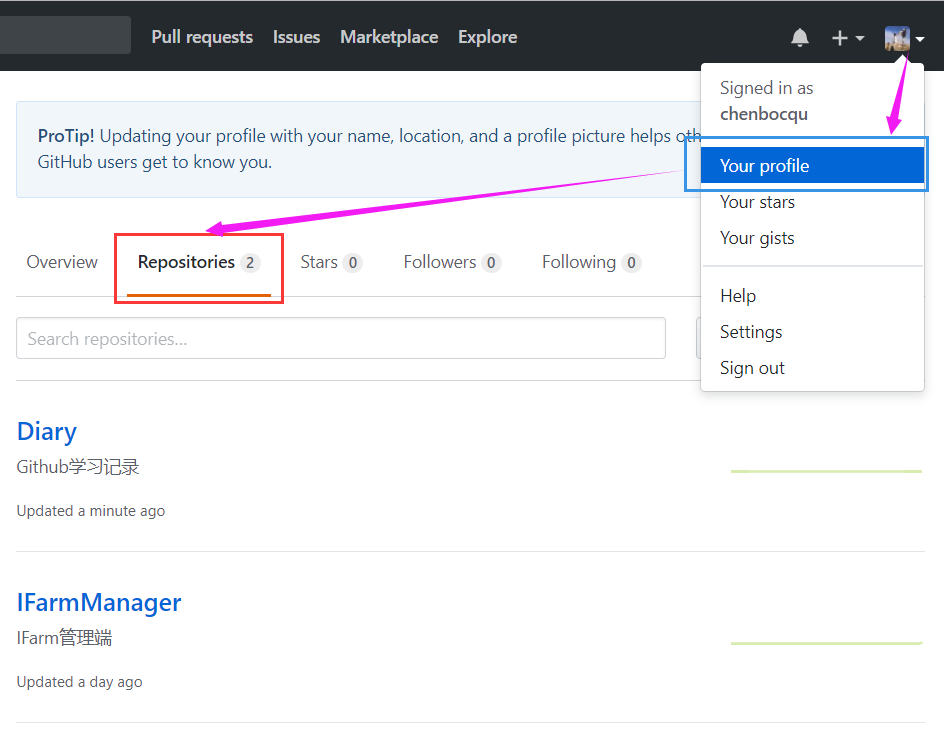 Pull requests Issues Marketplace Explore
Signed in as
chenbocqu
ProTip! Updating your profile with your name, location, and a profile picture helps oth
GitHub users get to know you.
Your profile
Your stars
Your gists
Overview Repositories 2 Stars 0 Followers 0 Following 0
Help
Settings
Sign out
Search repositories...
Diary
Github学习记录
Updated a minute ago
IFarmManager
IFarm管理端
Updated a day ago